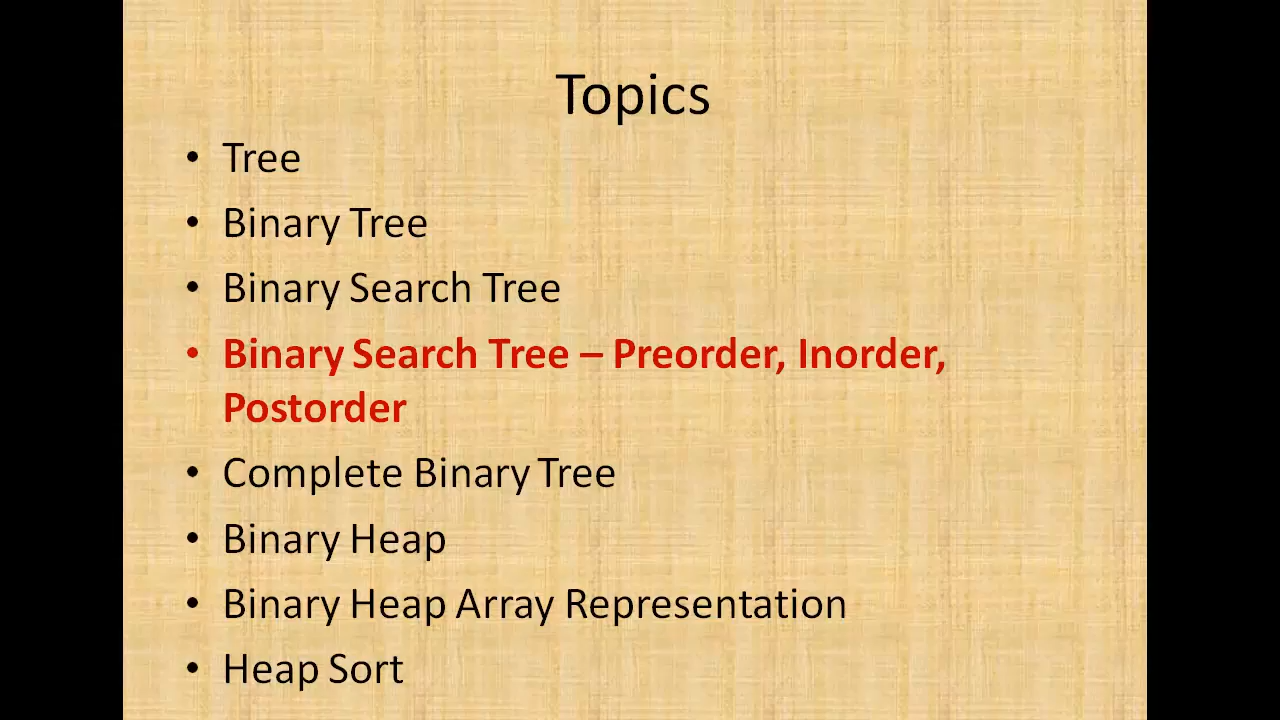 Topics
• Tree
• Binary Tree
• Binary Search Tree
• Binary Search Tree – Preorder, Inorder,
Postorder
• Complete Binary Tree
• Binary Heap
• Binary Heap Array Representation
• Heap Sort